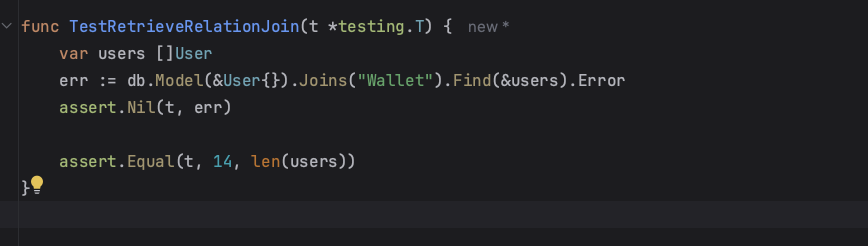 func TestRetrieveRelationJoin(t *testing.T) { new *
    var users []User
    err := db.Model(&User{}).Joins("Wallet").Find(&users).Error
    assert.Nil(t, err)

    assert.Equal(t, 14, len(users))
}